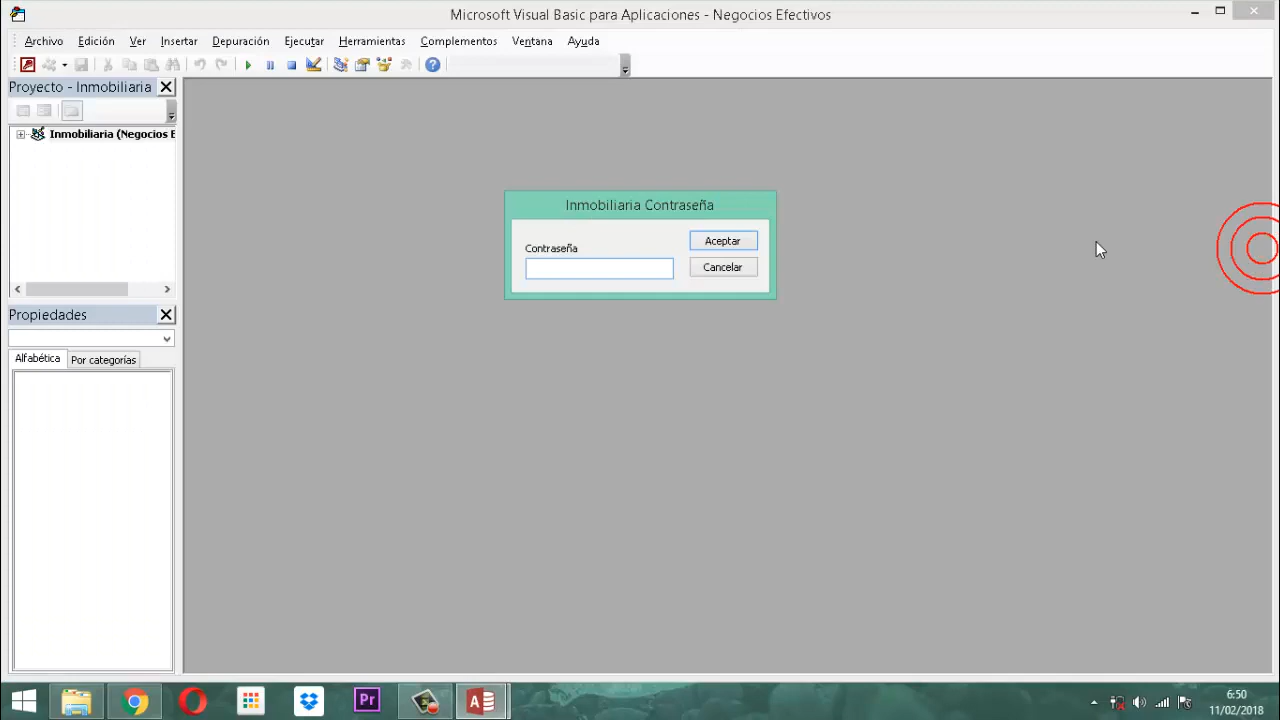 Microsoft Visual Basic para Aplicaciones - Negocios Efectivos
Archivo Edición Ver Insertar Depuración Ejecutar Herramientas Complementos Ventana Ayuda
Proyecto - Inmobiliaria
Inmobiliaria (Negocios E
Inmobiliaria Contraseña
Contraseña
Aceptar
Cancelar
Propiedades
Alfabética Por categorías
Pr
6:50
11/02/2018